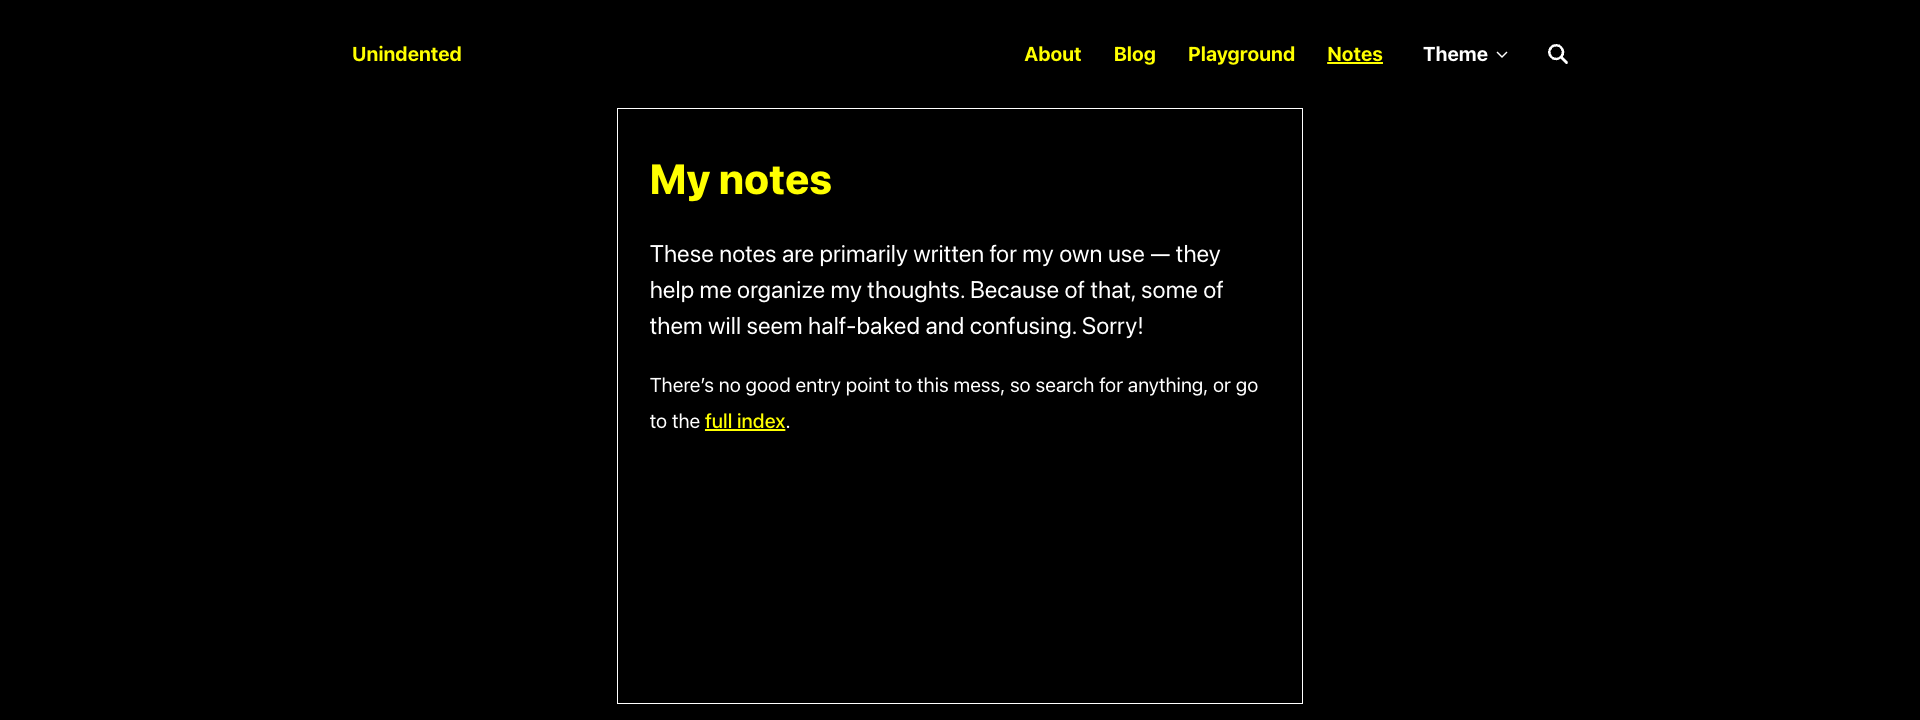 Unindented
About Blog Playground Notes Theme
My notes
These notes are primarily written for my own use — they
help me organize my thoughts. Because of that, some of
them will seem half-baked and confusing. Sorry!
There’s no good entry point to this mess, so search for anything, or go
to the full index.